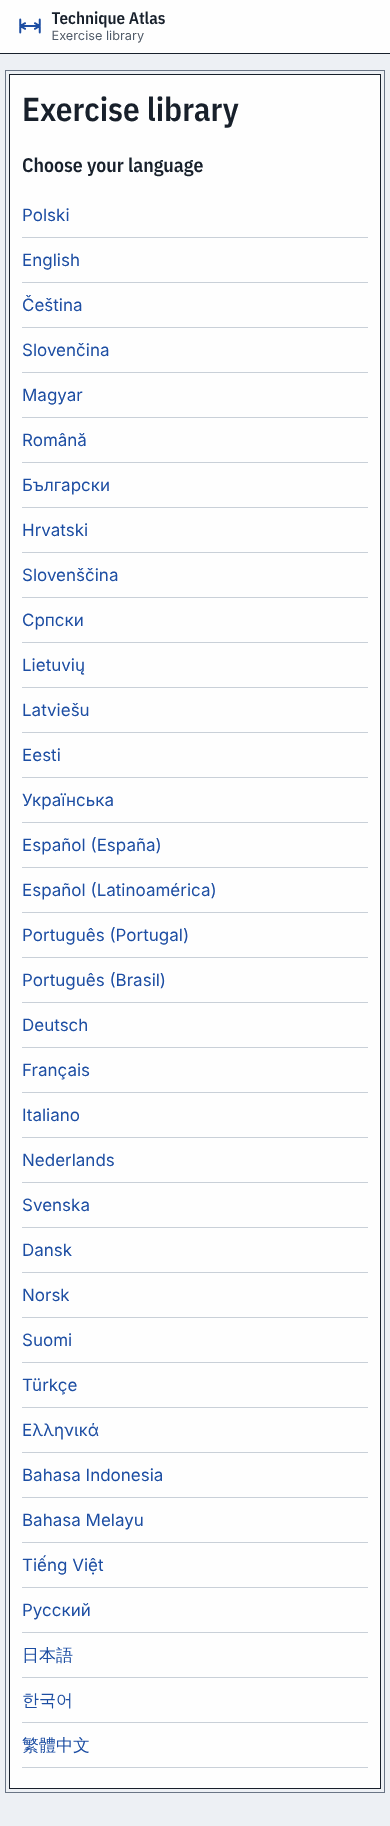 Technique Atlas
Exercise library
Exercise library
Choose your language
Polski
English
Čeština
Slovenčina
Magyar
Română
Български
Hrvatski
Slovenščina
Српски
Lietuvių
Latviešu
Eesti
Українська
Español (España)
Español (Latinoamérica)
Português (Portugal)
Português (Brasil)
Deutsch
Français
Italiano
Nederlands
Svenska
Dansk
Norsk
Suomi
Türkçe
Ελληνικά
Bahasa Indonesia
Bahasa Melayu
Tiếng Việt
Русский
日本語
한국어
繁體中文